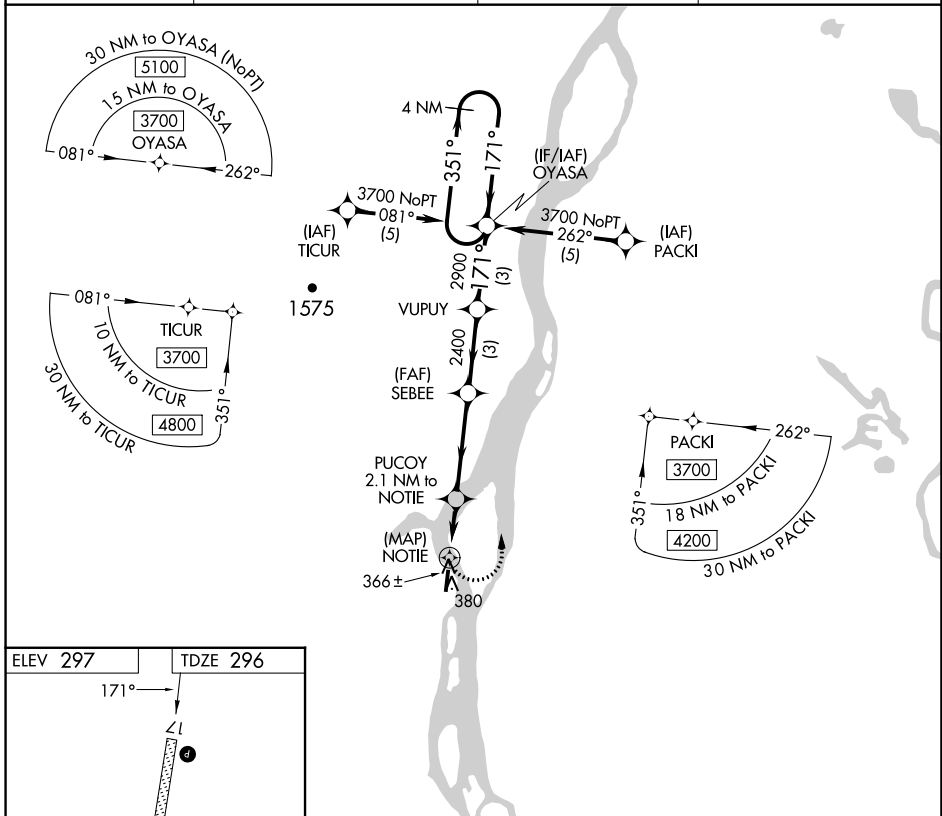 30 NM to OYASA (NoPT)
5100
15 NM to OYASA
3700
OYASA
081°
262°
4 NM
351°
171°
(IF/IAF)
OYASA
3700 NoPT
081°
(5)
(IAF)
TICUR
3700 NoPT
262°
(5)
(IAF)
PACKI
2900
171°
(3)
1575
VUPUY
2400
(3)
(FAF)
SEBEE
081°
TICUR
3700
10 NM to TICUR
4800
30 NM to TICUR
351°
PACKI
262°
3700
18 NM to PACKI
4200
30 NM to PACKI
351°
PUCOY
2.1 NM to
NOTIE
(MAP)
NOTIE
366 ±
380
ELEV 297
TDZE 296
171°
17
P